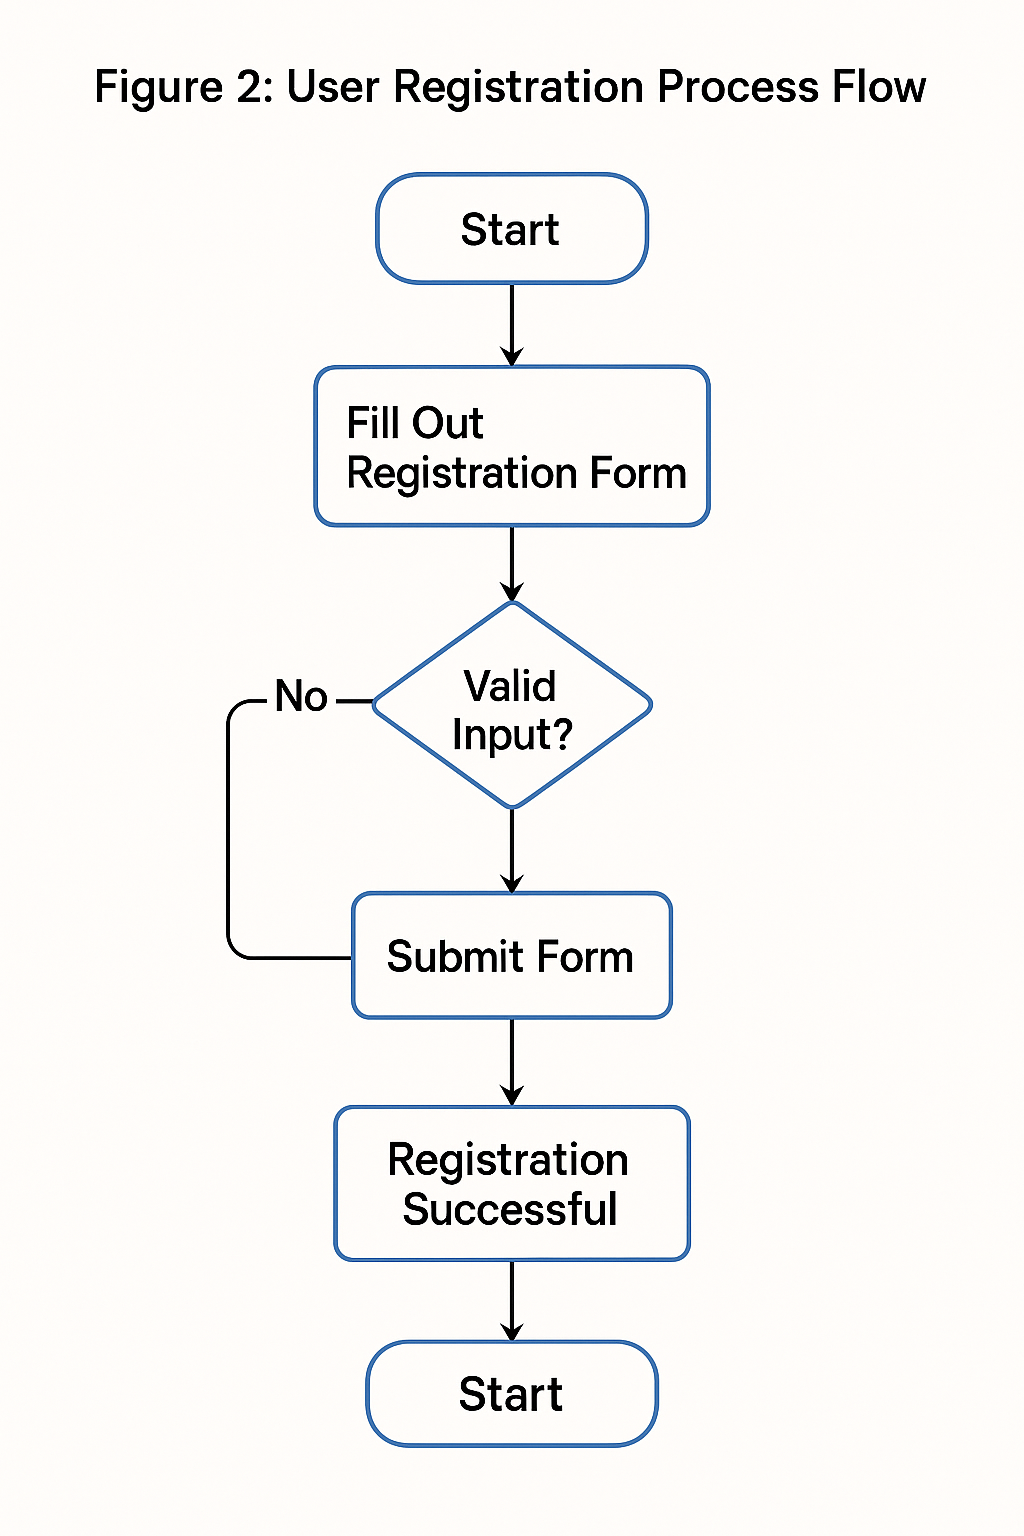 Figure 2: User Registration Process Flow
Start
Fill Out
Registration Form
Valid
Input?
No
Submit Form
Registration
Successful
Start